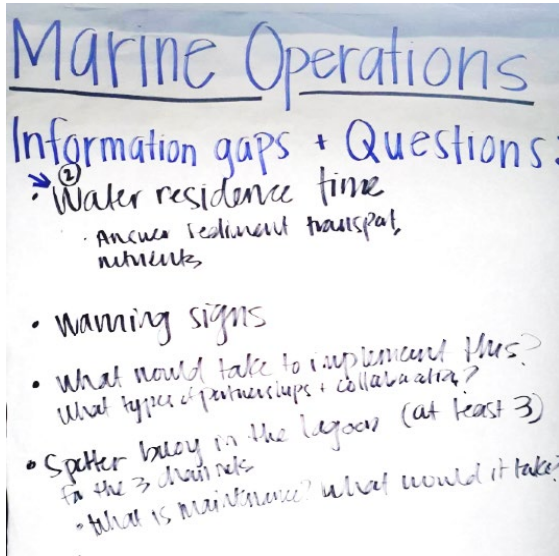 Marine Operations
Information gaps + Questions:
②
• Water residence time
• Answer sediment transport,
nutrients
• Warning signs
• What would take to implement this?
What types of partnerships + collaboration?
• Spotter buoy in the lagoon (at least 3)
for the 3 channels
• What is maintenance? What would it take?